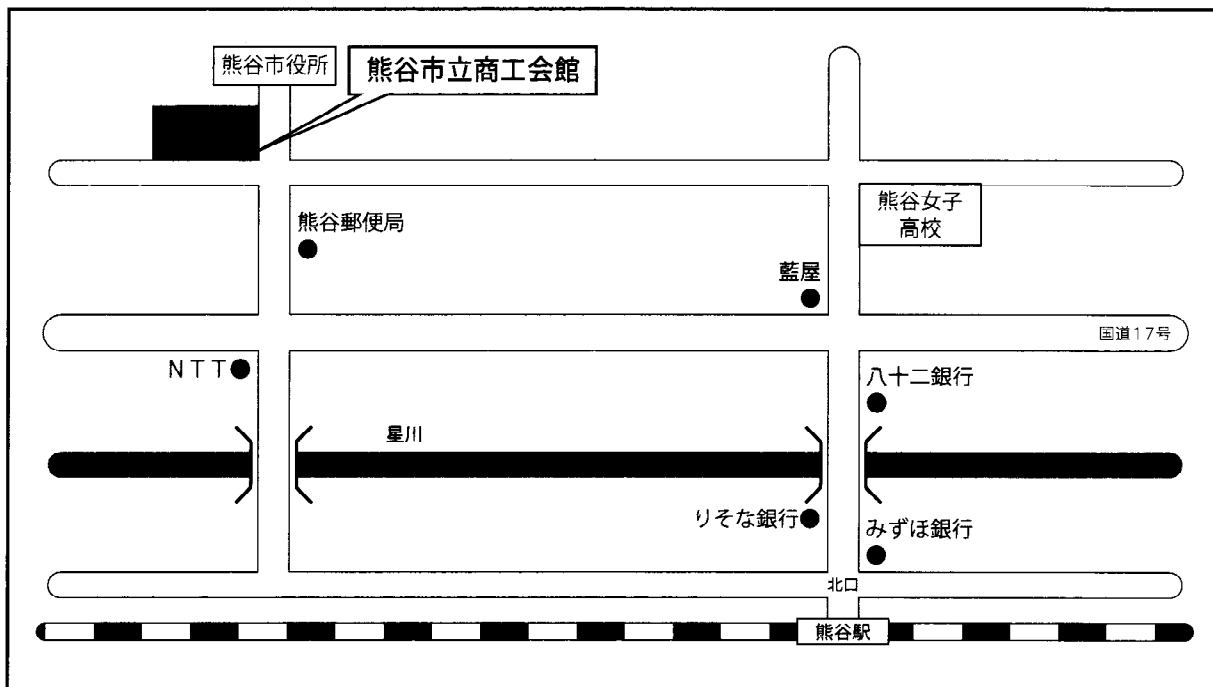 熊谷市役所
熊谷市立商工会館
熊谷女子
高校
熊谷郵便局
藍屋
国道17号
NTT
八十二銀行
星川
りそな銀行
みずほ銀行
北口
熊谷駅